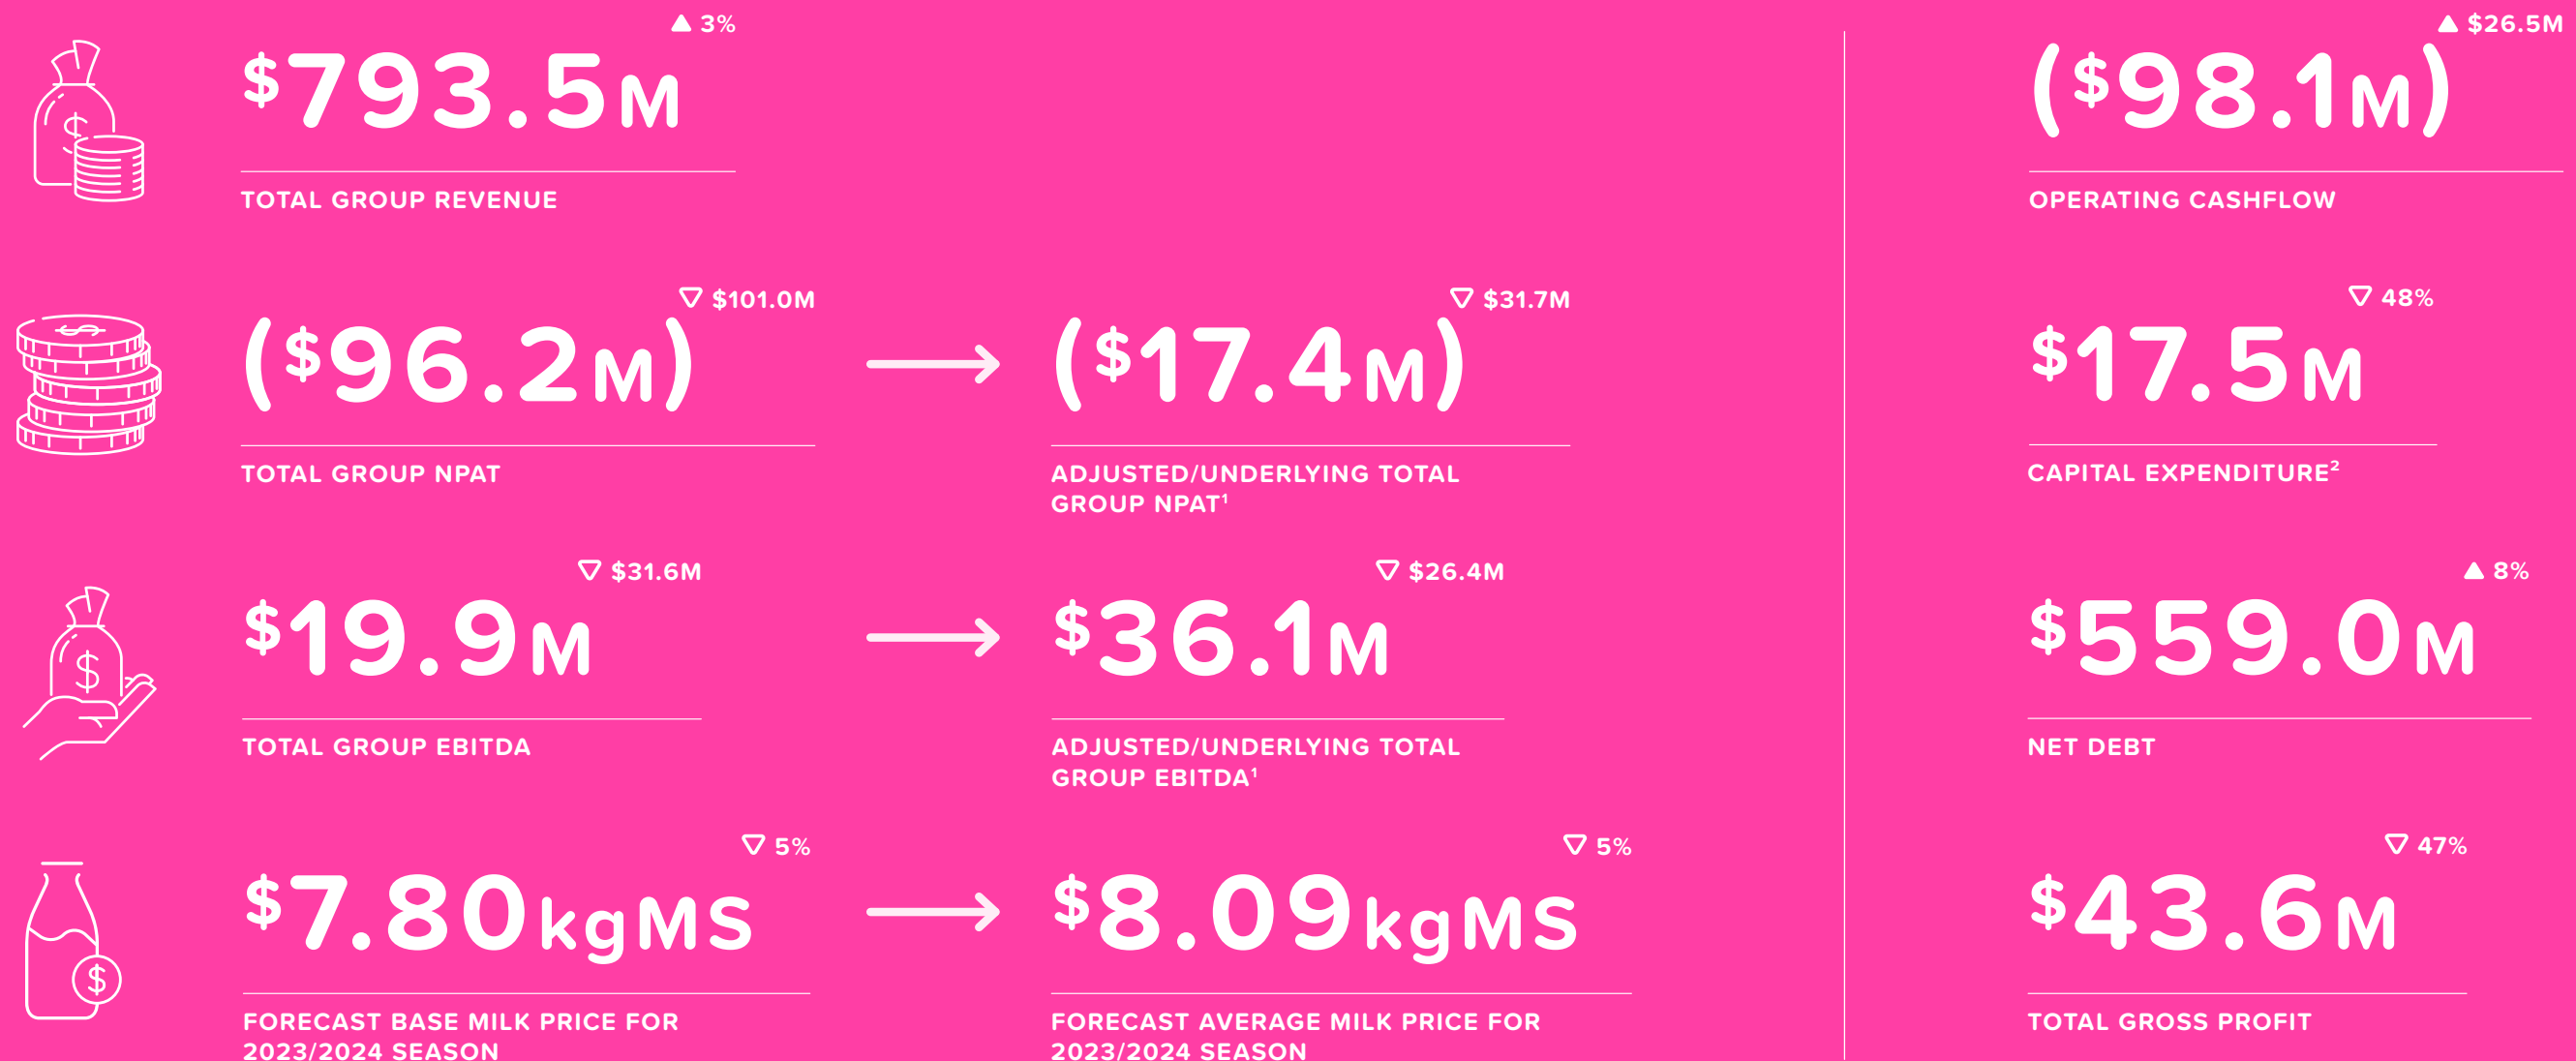 ▲ 3%
$793.5M
TOTAL GROUP REVENUE
▽ $101.0M
($96.2M)
TOTAL GROUP NPAT
▽ $31.7M
($17.4M)
ADJUSTED/UNDERLYING TOTAL
GROUP NPAT¹
▽ $31.6M
$19.9M
TOTAL GROUP EBITDA
▽ $26.4M
$36.1M
ADJUSTED/UNDERLYING TOTAL
GROUP EBITDA¹
▽ 5%
$7.80kgMS
FORECAST BASE MILK PRICE FOR
2023/2024 SEASON
▽ 5%
$8.09kgMS
FORECAST AVERAGE MILK PRICE FOR
2023/2024 SEASON
▲ $26.5M
($98.1M)
OPERATING CASHFLOW
▽ 48%
$17.5M
CAPITAL EXPENDITURE²
▲ 8%
$559.0M
NET DEBT
▽ 47%
$43.6M
TOTAL GROSS PROFIT